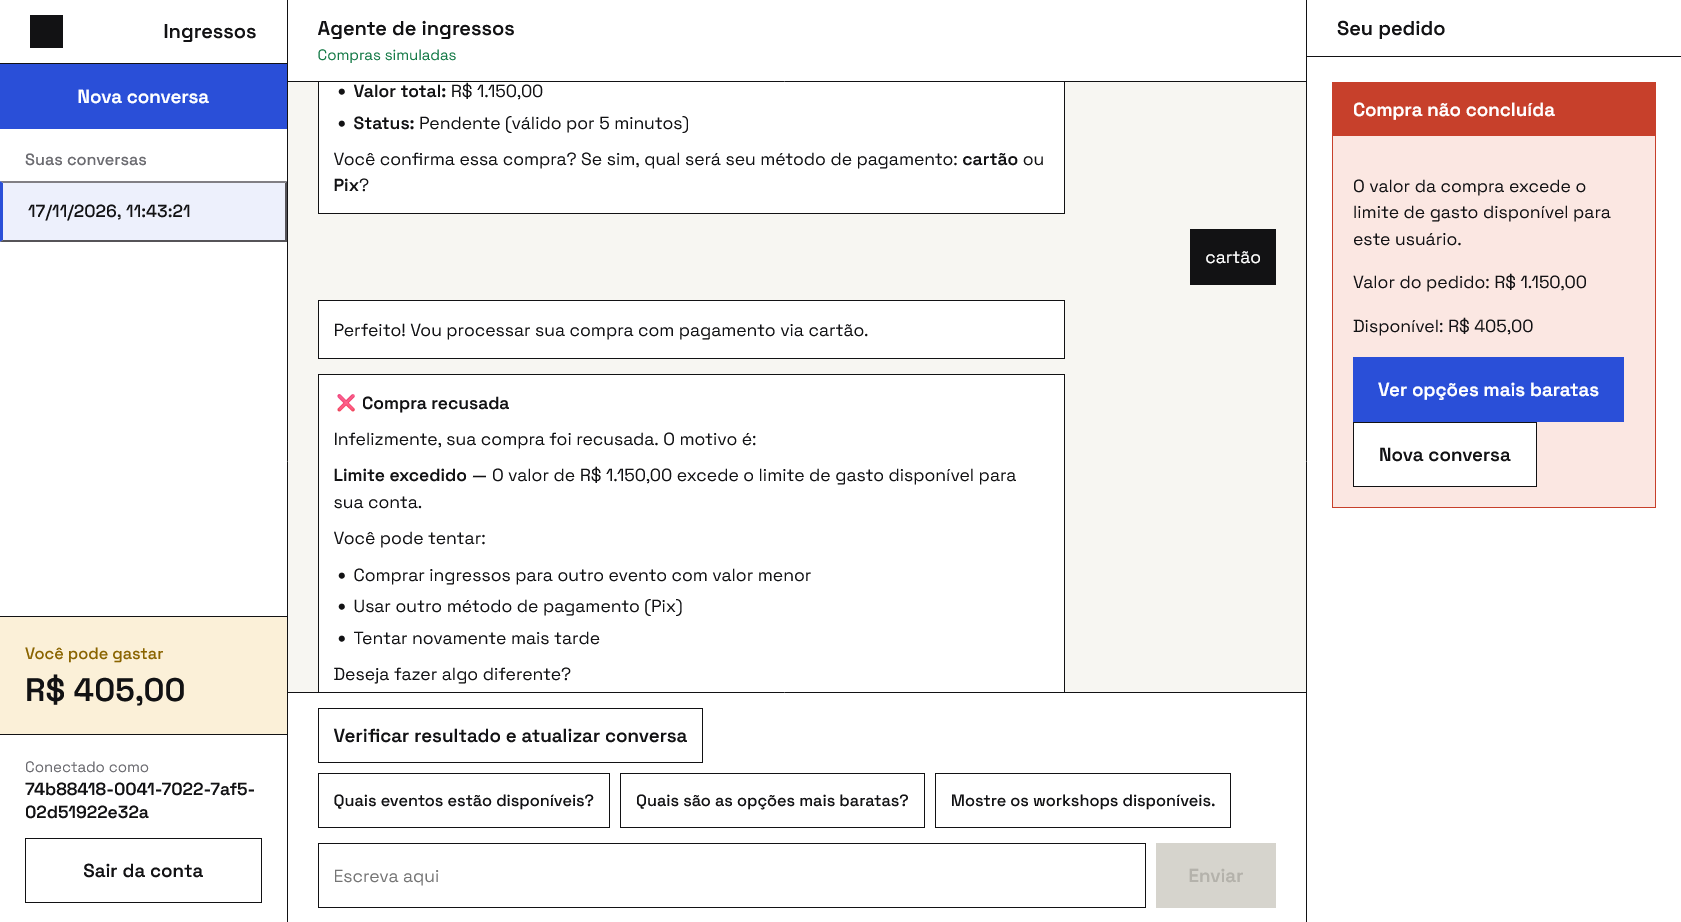 Ingressos
Nova conversa
Suas conversas
17/11/2026, 11:43:21
Você pode gastar
R$ 405,00
Conectado como
74b88418-0041-7022-7af5-
02d51922e32a
Sair da conta
Agente de ingressos
Compras simuladas
• Valor total: R$ 1.150,00
• Status: Pendente (válido por 5 minutos)
Você confirma essa compra? Se sim, qual será seu método de pagamento: cartão ou
Pix?
cartão
Perfeito! Vou processar sua compra com pagamento via cartão.
❌ Compra recusada
Infelizmente, sua compra foi recusada. O motivo é:
Limite excedido — O valor de R$ 1.150,00 excede o limite de gasto disponível para
sua conta.
Você pode tentar:
• Comprar ingressos para outro evento com valor menor
• Usar outro método de pagamento (Pix)
• Tentar novamente mais tarde
Deseja fazer algo diferente?
Verificar resultado e atualizar conversa
Quais eventos estão disponíveis?
Quais são as opções mais baratas?
Mostre os workshops disponíveis.
Escreva aqui
Enviar
Seu pedido
Compra não concluída
O valor da compra excede o
limite de gasto disponível para
este usuário.
Valor do pedido: R$ 1.150,00
Disponível: R$ 405,00
Ver opções mais baratas
Nova conversa